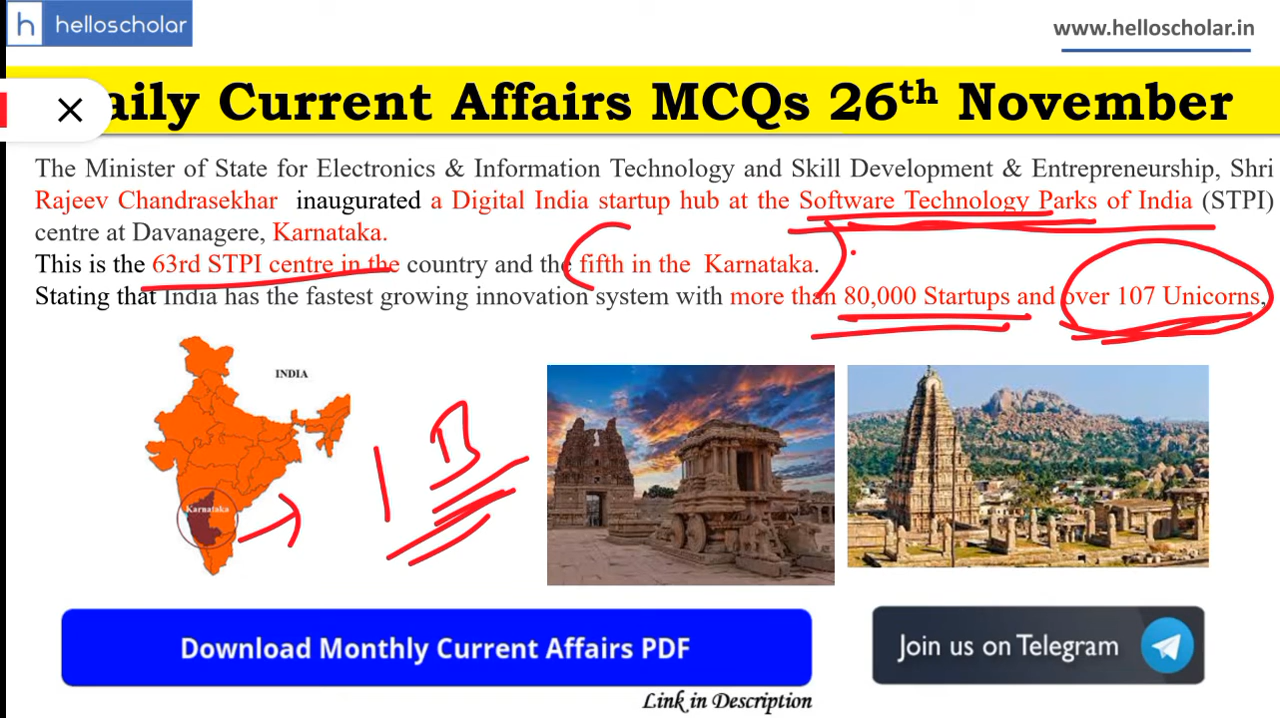 h helloscholar
www.helloscholar.in
aily Current Affairs MCQs 26th November
The Minister of State for Electronics & Information Technology and Skill Development & Entrepreneurship, Shri
Rajeev Chandrasekhar inaugurated a Digital India startup hub at the Software Technology Parks of India (STPI)
centre at Davanagere, Karnataka.
This is the 63rd STPI centre in the country and the fifth in the Karnataka.
Stating that India has the fastest growing innovation system with more than 80,000 Startups and over 107 Unicorns,
INDIA
Karnataka
1 B
Download Monthly Current Affairs PDF
Join us on Telegram
Link in Description